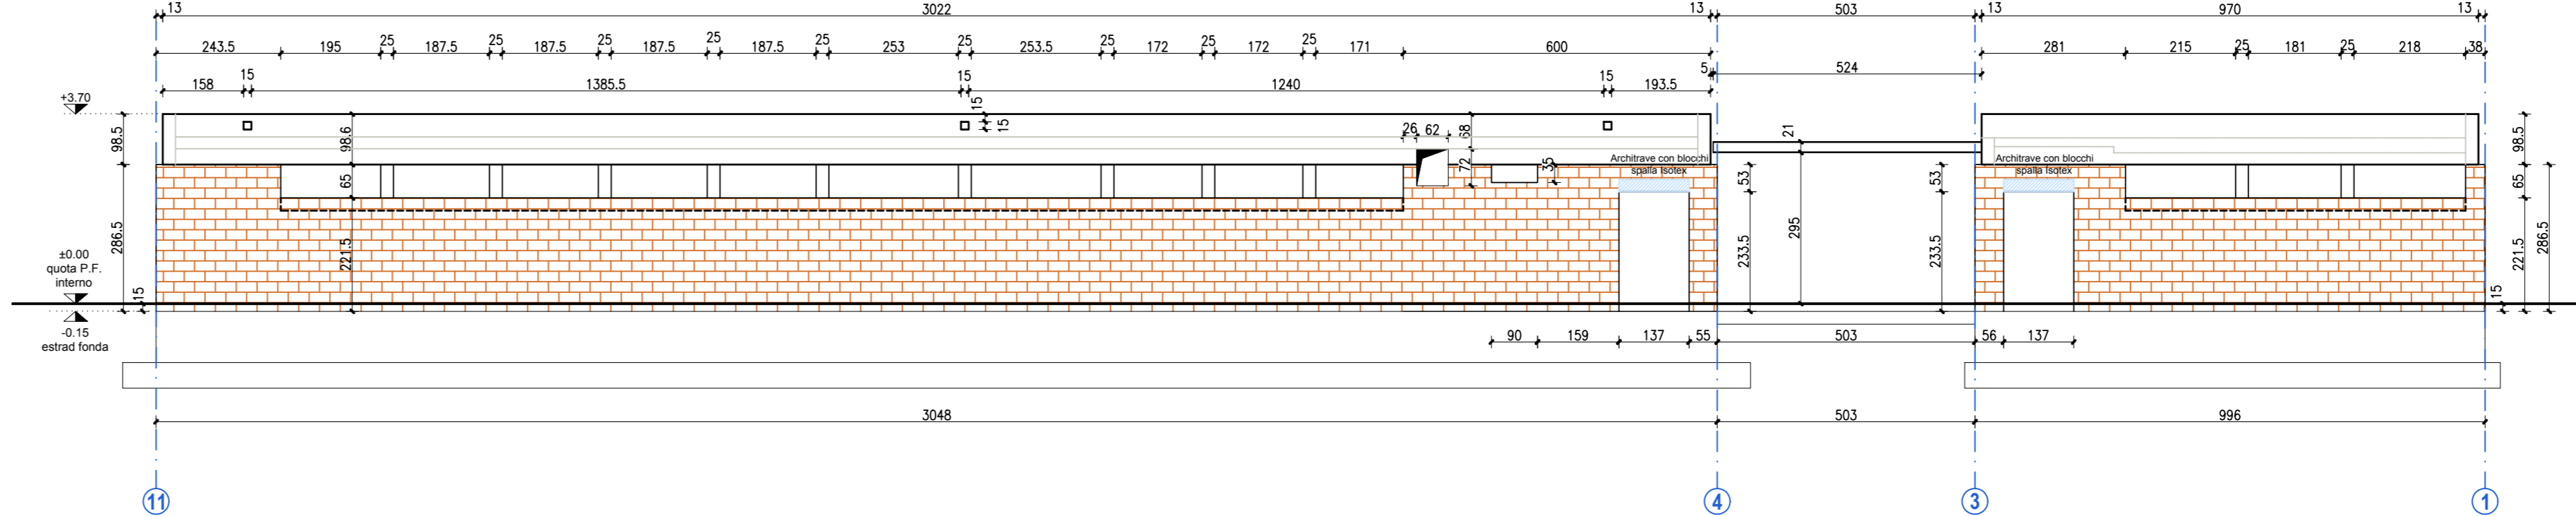 13 3022 13 503 13 970 13
243.5 195 25 187.5 25 187.5 25 187.5 25 187.5 25 253 25 253.5 25 172 25 172 25 171 600 281 215 25 181 25 218 38
158 15 1385.5 15 1240 15 193.5 5 524
+3.70
98.5
98.6
15
15
26 62 68
72
35
21
98.5
Architrave con blocchi
spalla Isotex
Architrave con blocchi
spalla Isotex
65
53
53
65
286.5
221.5
233.5
295
233.5
221.5
286.5
±0.00
quota P.F.
interno
15
15
-0.15
estrad fonda
90 159 137 55 503 56 137
3048 503 996
11 4 3 1